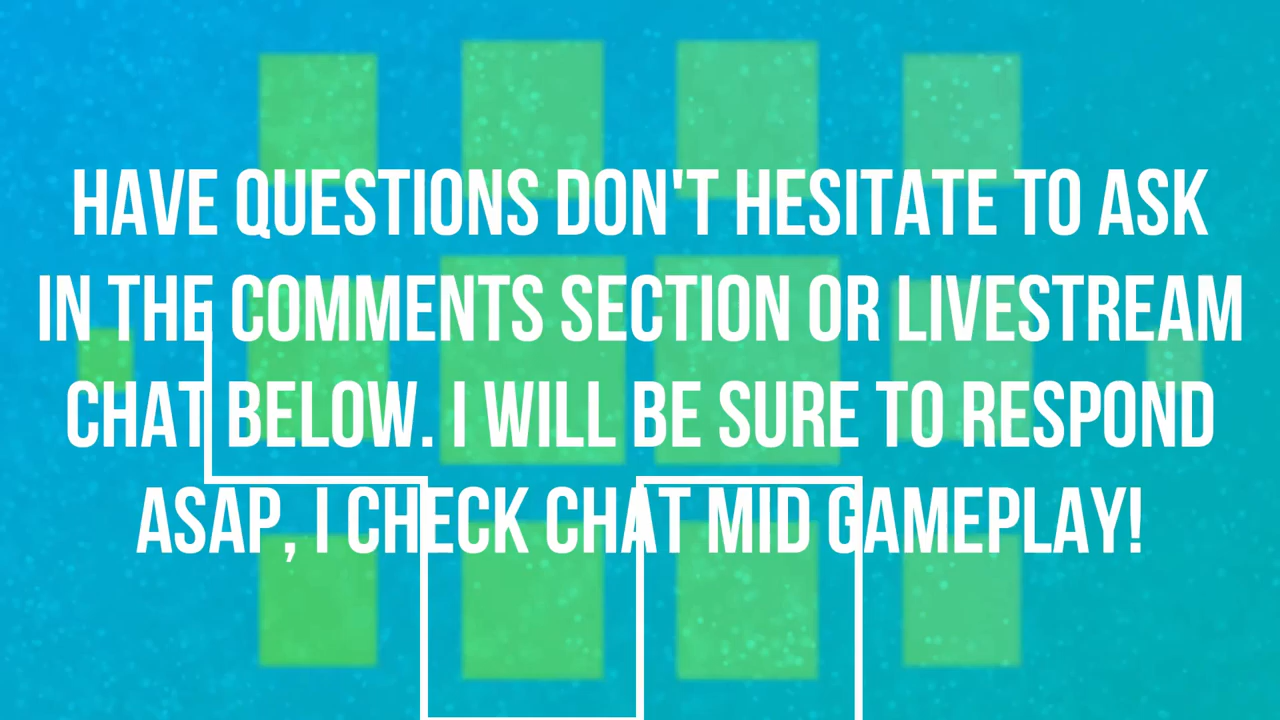 HAVE QUESTIONS DON'T HESITATE TO ASK
IN THE COMMENTS SECTION OR LIVESTREAM
CHAT BELOW. I WILL BE SURE TO RESPOND
ASAP, I CHECK CHAT MID GAMEPLAY!